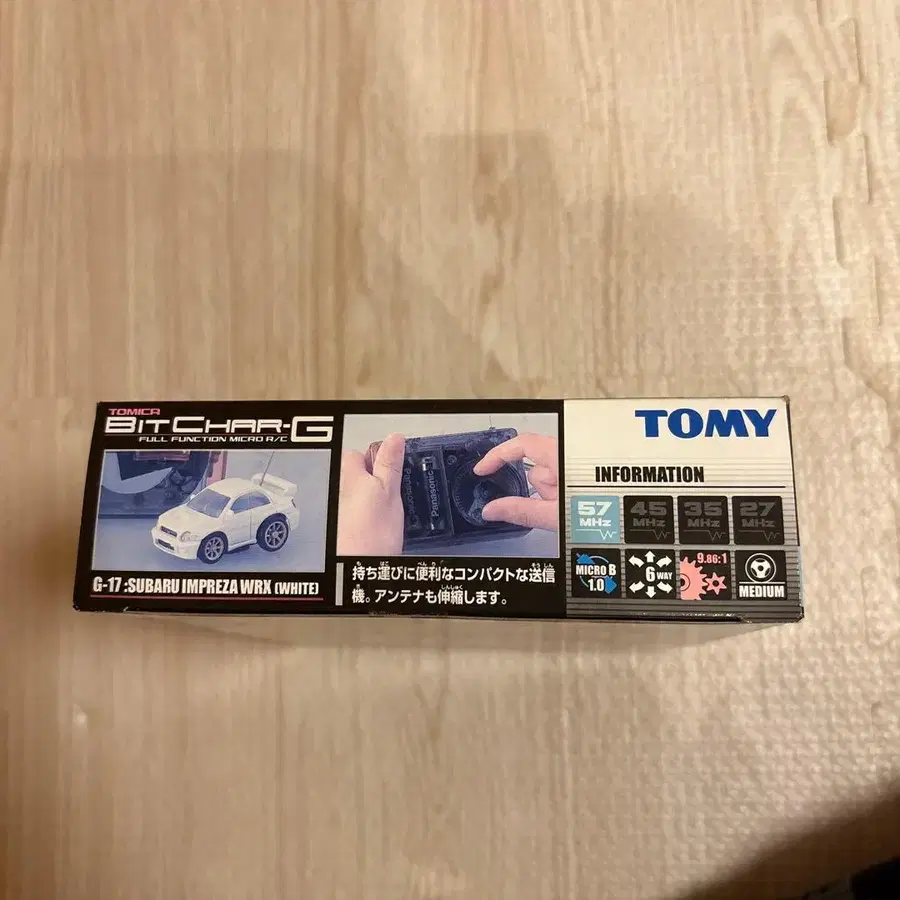 TOMICA
BIT CHAR-G
FULL FUNCTION MICRO R/C
G-17 :SUBARU IMPREZA WRX (WHITE)
Panasonic
Panasonic
持ち運びに便利なコンパクトな送信
機。アンテナも伸縮します。
TOMY
INFORMATION
57 MHz
45 MHz
35 MHz
27 MHz
MICRO B 1.0
6 WAY
9.86:1
MEDIUM